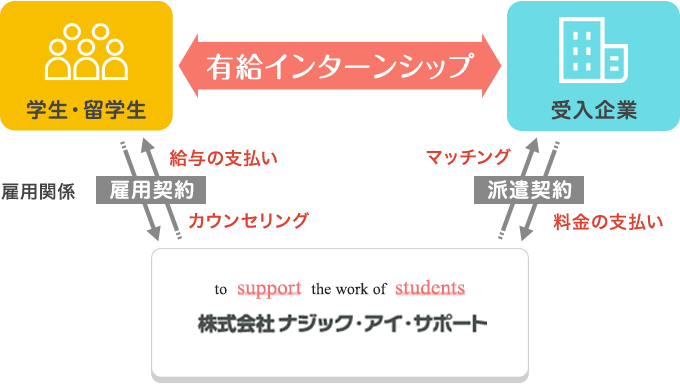 有給インターンシップ
学生・留学生
受入企業
給与の支払い
マッチング
雇用関係
雇用契約
派遣契約
カウンセリング
料金の支払い
to support the work of students
株式会社 ナジック・アイ・サポート